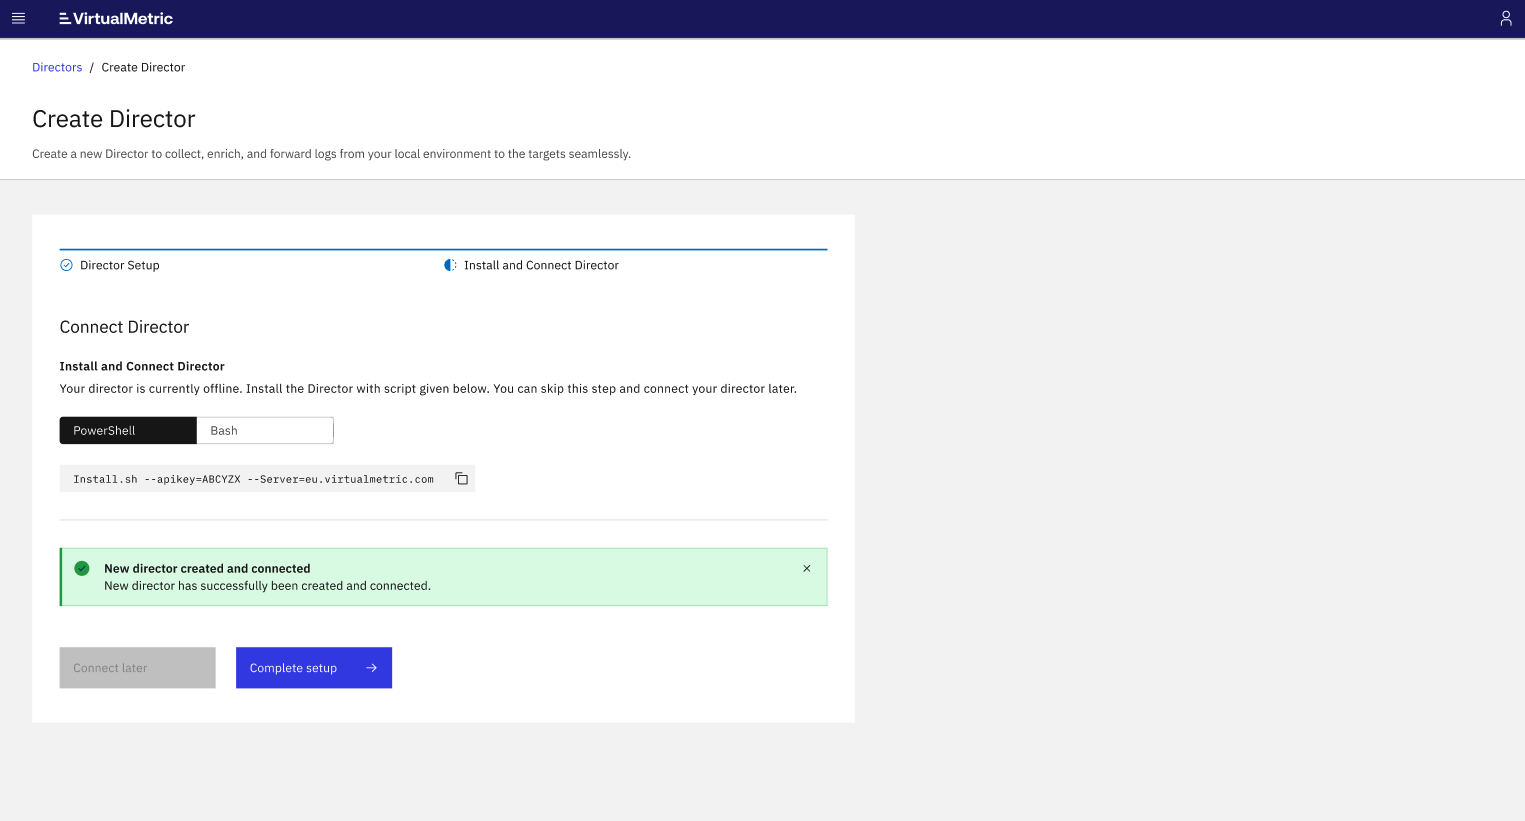 VirtualMetric
Directors / Create Director
Create Director
Create a new Director to collect, enrich, and forward logs from your local environment to the targets seamlessly.
Director Setup
Install and Connect Director
Connect Director
Install and Connect Director
Your director is currently offline. Install the Director with script given below. You can skip this step and connect your director later.
PowerShell
Bash
Install.sh --apikey=ABCYZX --Server=eu.virtualmetric.com
New director created and connected
New director has successfully been created and connected.
Connect later
Complete setup